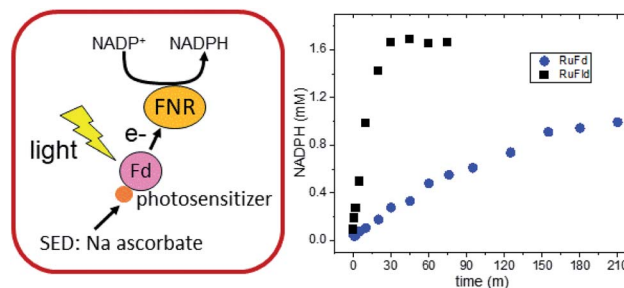 NADP⁺ NADPH
FNR
e-
light
Fd
photosensitizer
SED: Na ascorbate
NADPH (mM)
1.6
1.2
0.8
0.4
0.0
RuFd
RuFld
0 30 60 90 120 150 180 210
time (m)